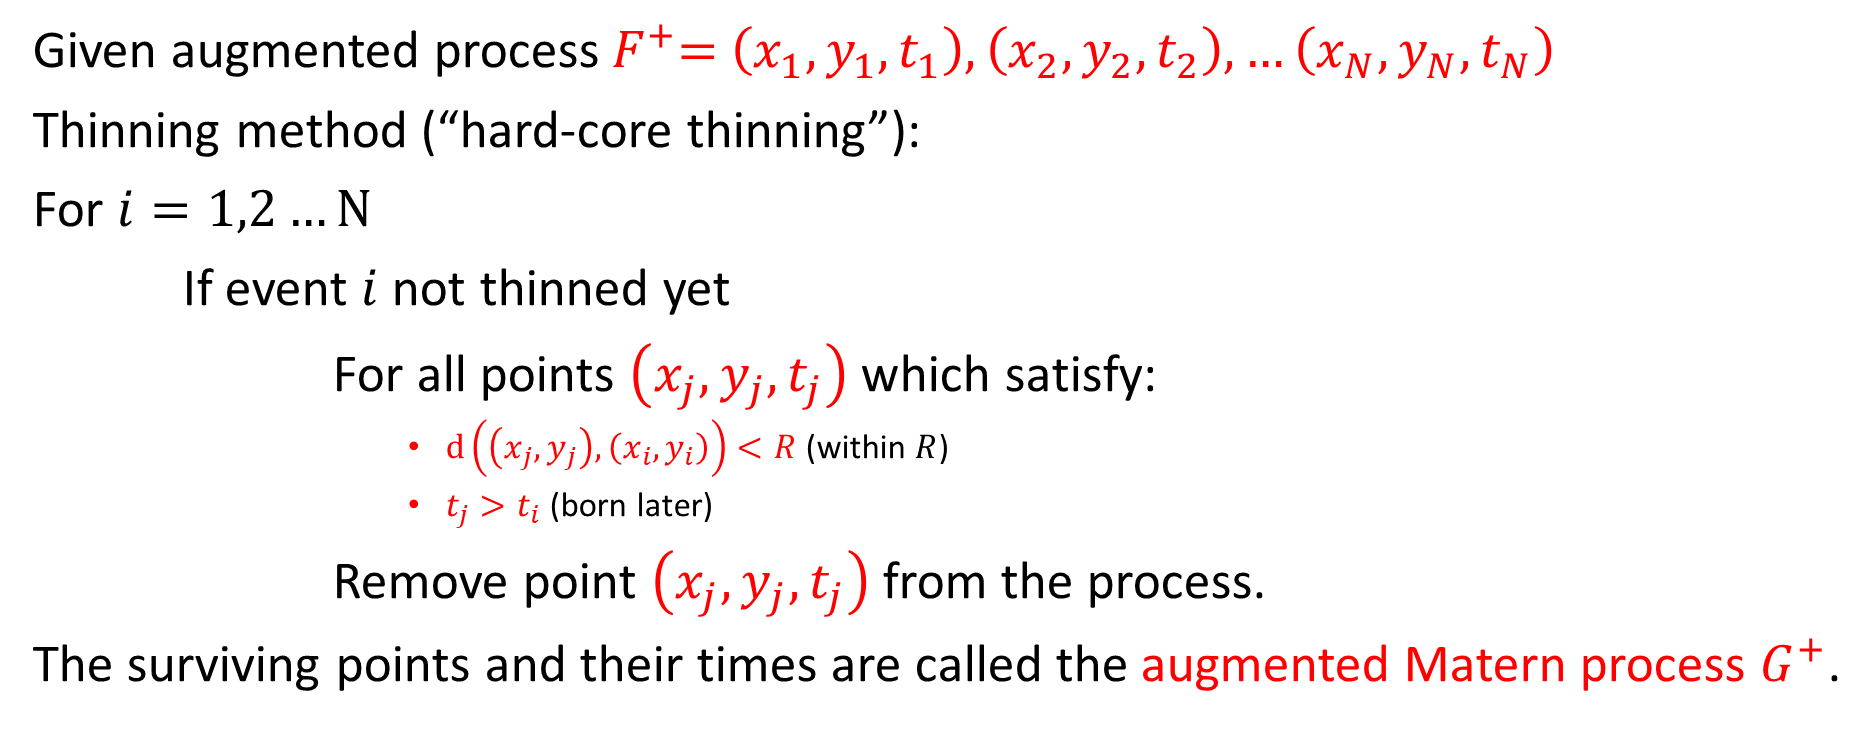 Given augmented process F⁺= (x₁, y₁, t₁), (x₂, y₂, t₂), … (x_N, y_N, t_N)
Thinning method (“hard-core thinning”):
For i = 1,2 … N
If event i not thinned yet
For all points (x_j, y_j, t_j) which satisfy:
• d((x_j, y_j), (x_i, y_i)) < R (within R)
• t_j > t_i (born later)
Remove point (x_j, y_j, t_j) from the process.
The surviving points and their times are called the augmented Matern process G⁺.